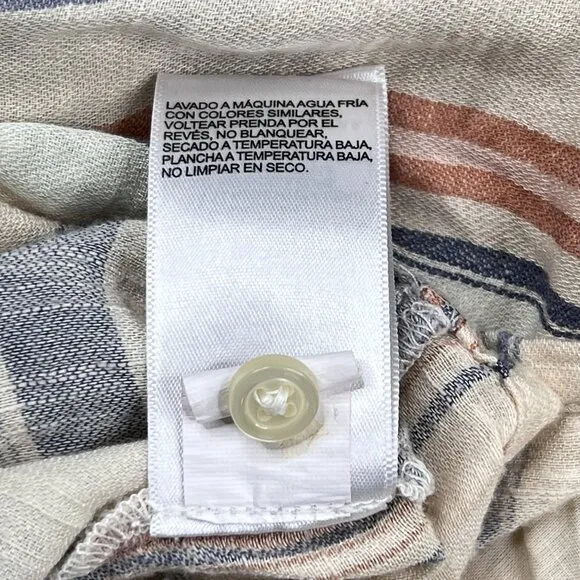 LAVADO A MÁQUINA AGUA FRÍA
CON COLORES SIMILARES,
VOLTEAR PRENDA POR EL
REVÉS, NO BLANQUEAR,
SECADO A TEMPERATURA BAJA,
PLANCHA A TEMPERATURA BAJA,
NO LIMPIAR EN SECO.